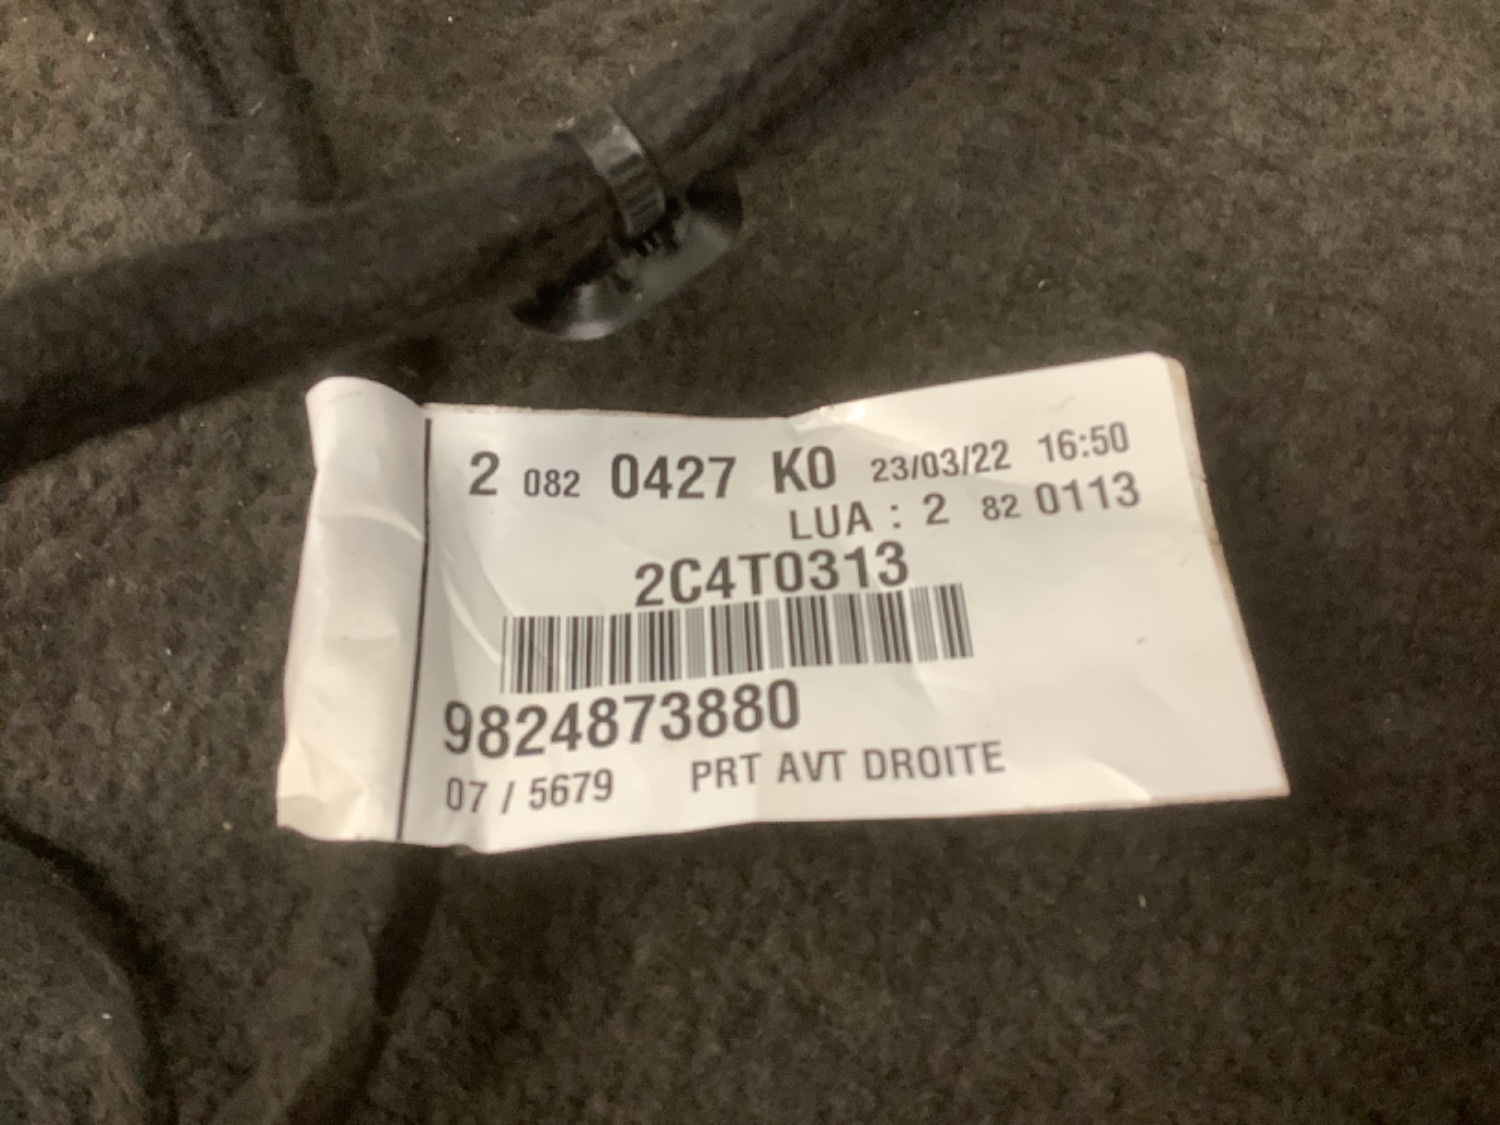 2 082 0427 K0 23/03/22 16:50
LUA : 2 82 0113
2C4T0313
9824873880
07 / 5679 PRT AVT DROITE